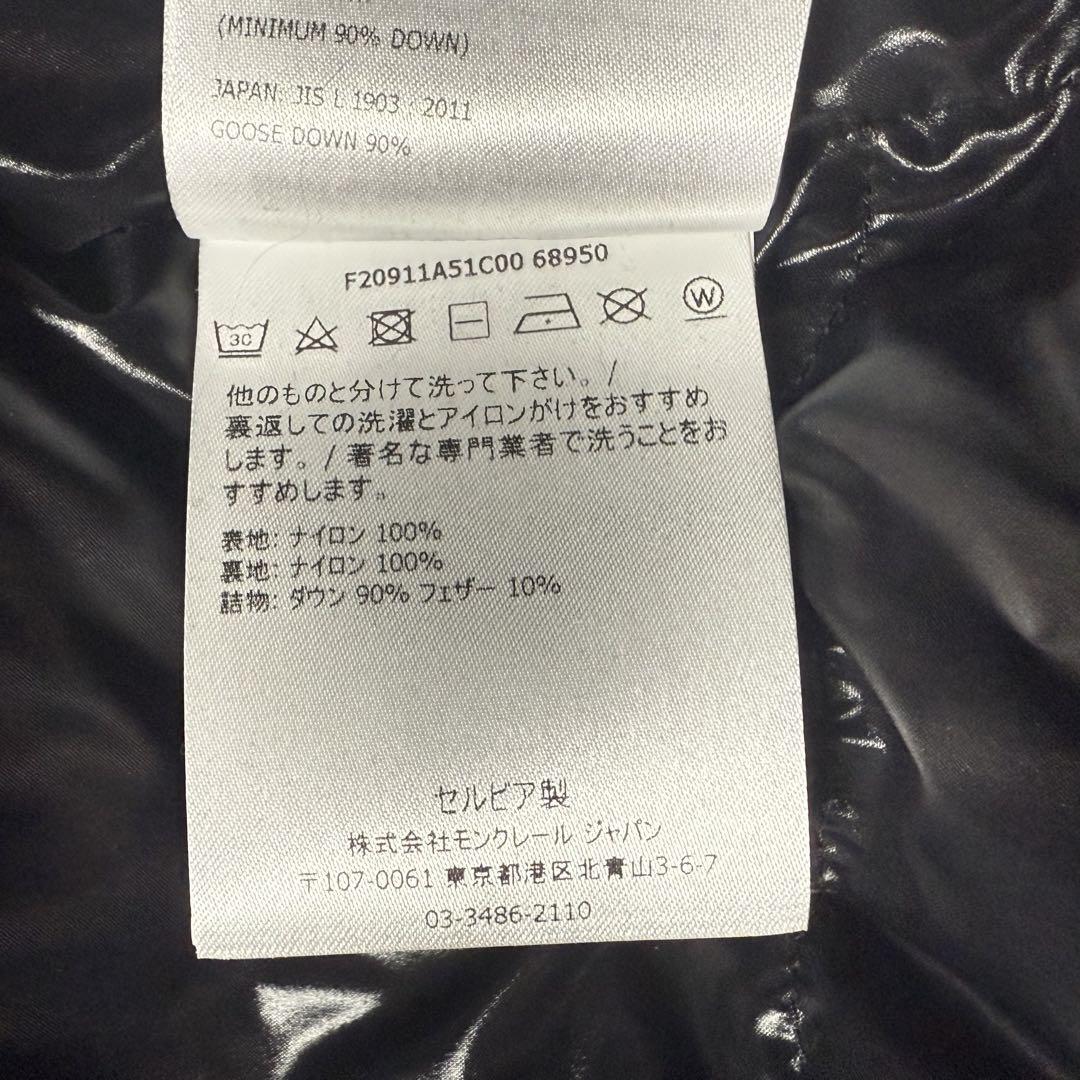 (MINIMUM 90% DOWN)
JAPAN: JIS L 1903 : 2011
GOOSE DOWN 90%
F20911A51C00 68950
30
W
他のものと分けて洗って下さい。/
裏返しての洗濯とアイロンがけをおすすめ
します。/ 著名な専門業者で洗うことをお
すすめします。
表地: ナイロン 100%
裏地: ナイロン 100%
詰物: ダウン 90% フェザー 10%
セルビア製
株式会社モンクレール ジャパン
〒107-0061 東京都港区北青山3-6-7
03-3486-2110